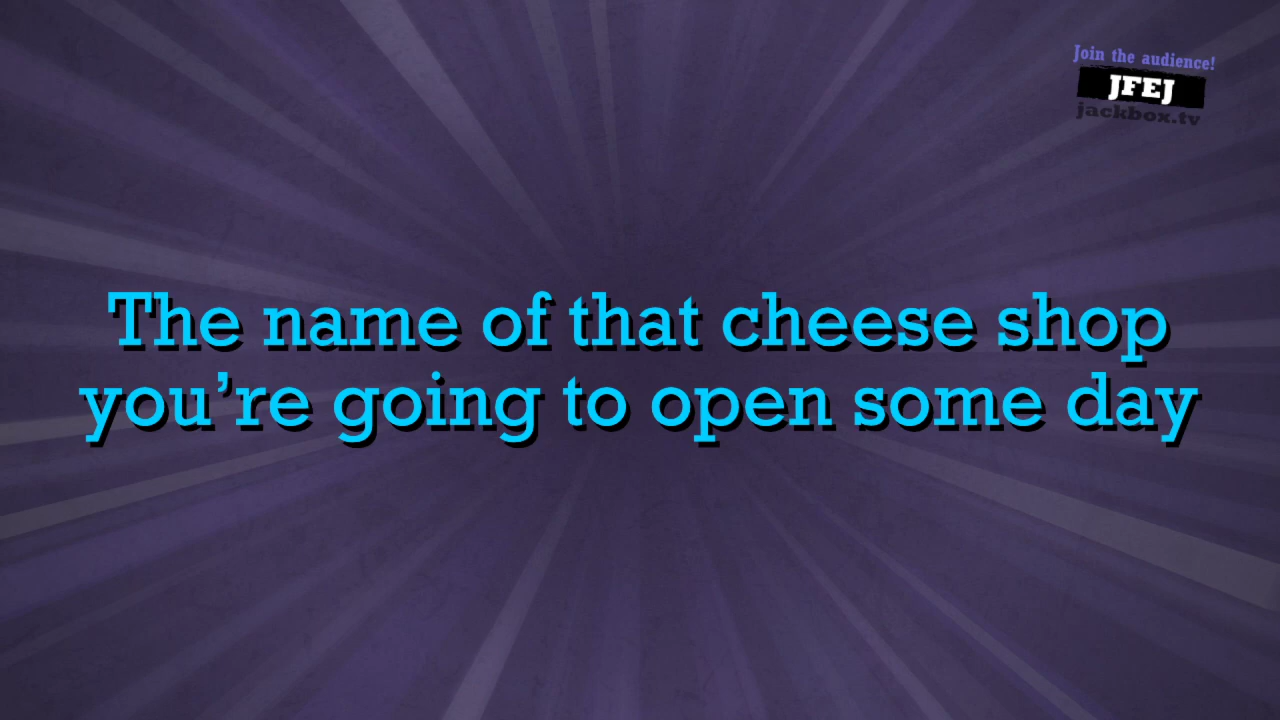 Join the audience!
JFEJ
jackbox.tv
The name of that cheese shop
you’re going to open some day